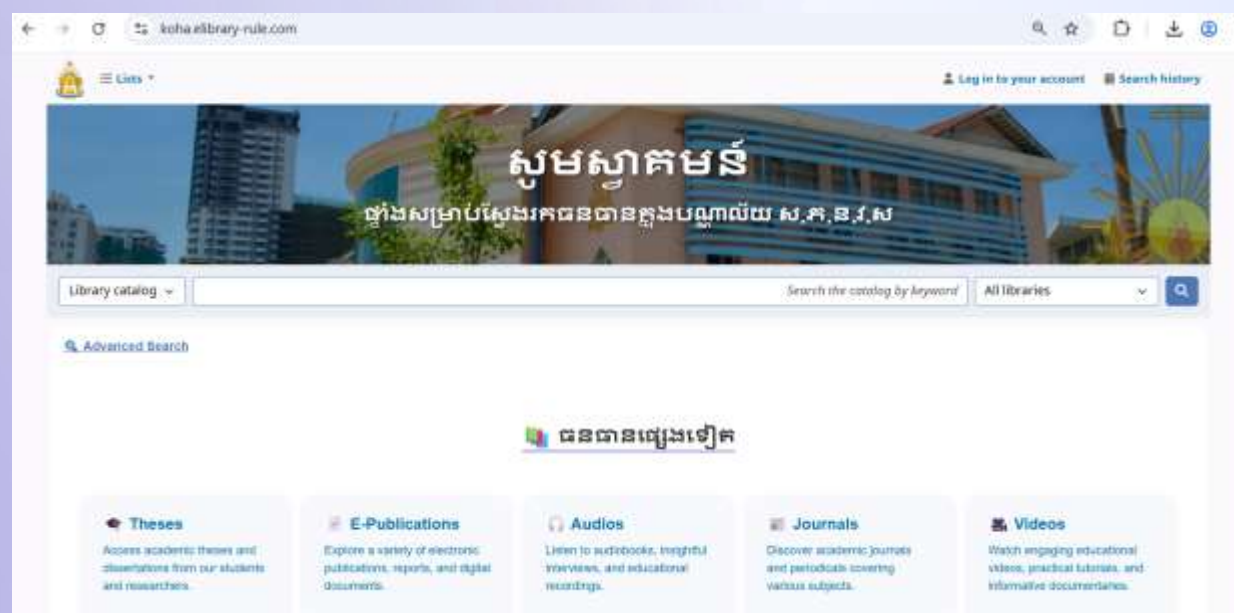 koha.elibrary-rule.com
Lists
Log in to your account
Search history
សូមស្វាគមន៍
ផ្ទាំងសម្រាប់ស្វែងរកធនធានក្នុងបណ្ណាល័យ ស.ភ.ន.វ.ស
Library catalog
Search the catalog by keyword
All libraries
Advanced Search
ធនធានផ្សេងទៀត
Theses
Access academic theses and
dissertations from our students
and researchers.
E-Publications
Explore a variety of electronic
publications, reports, and digital
documents.
Audios
Listen to audiobooks, insightful
interviews, and educational
recordings.
Journals
Discover academic journals
and periodicals covering
various subjects.
Videos
Watch engaging educational
videos, practical tutorials, and
informative documentaries.